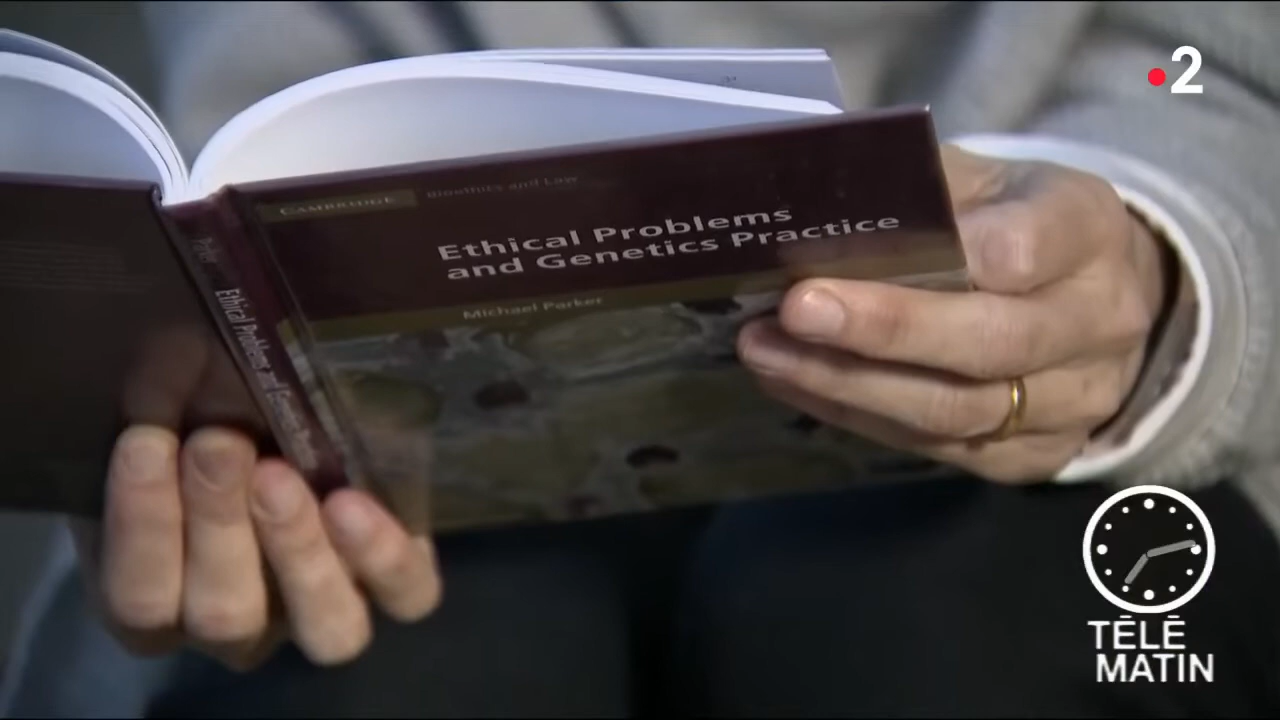 2
CAMBRIDGE Bioethics and Law
Ethical Problems
and Genetics Practice
Michael Parker
Parker Ethical Problems and Genetics Practice
TÉLÉ
MATIN